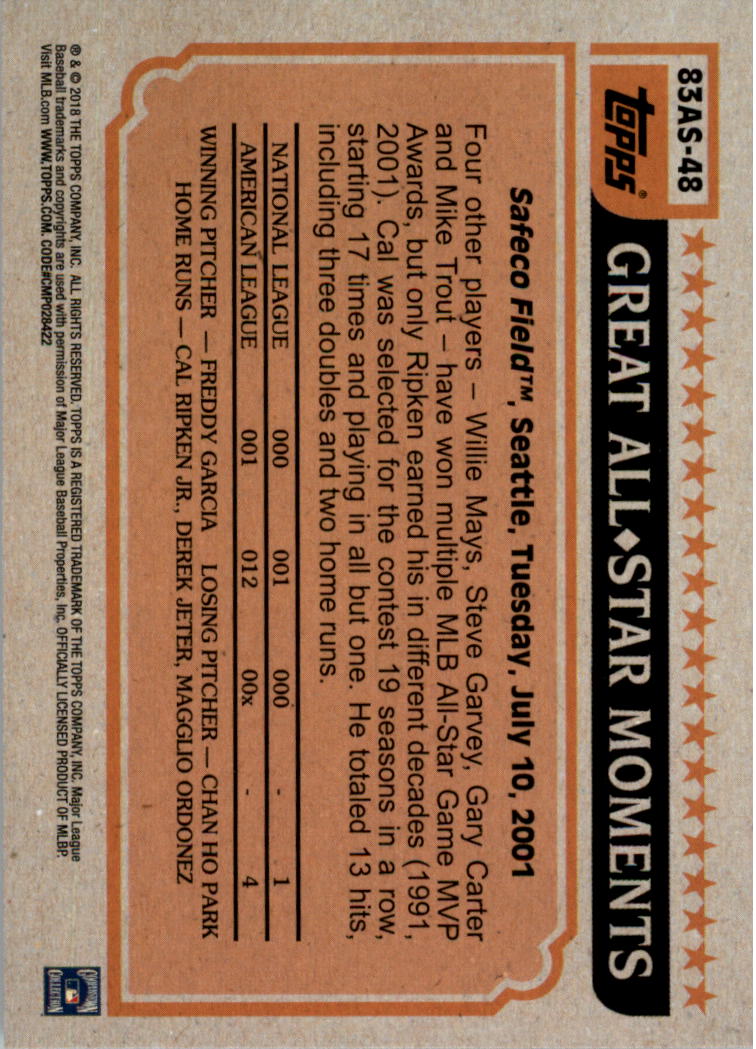 83AS-48
topps®
GREAT ALL◆STAR MOMENTS
Safeco Field™, Seattle, Tuesday, July 10, 2001
Four other players – Willie Mays, Steve Garvey, Gary Carter
and Mike Trout – have won multiple MLB All-Star Game MVP
Awards, but only Ripken earned his in different decades (1991,
2001). Cal was selected for the contest 19 seasons in a row,
starting 17 times and playing in all but one. He totaled 13 hits,
including three doubles and two home runs.
NATIONAL LEAGUE 000 001 000 - 1
AMERICAN LEAGUE 001 012 00x - 4
WINNING PITCHER — FREDDY GARCIA LOSING PITCHER — CHAN HO PARK
HOME RUNS — CAL RIPKEN JR., DEREK JETER, MAGGLIO ORDONEZ
® & © 2018 THE TOPPS COMPANY, INC. ALL RIGHTS RESERVED. TOPPS IS A REGISTERED TRADEMARK OF THE TOPPS COMPANY, INC. Major League
Baseball trademarks and copyrights are used with permission of Major League Baseball Properties, Inc. OFFICIALLY LICENSED PRODUCT OF MLBP.
Visit MLB.com WWW.TOPPS.COM. CODE#CMP028422
COOPERSTOWN
COLLECTION